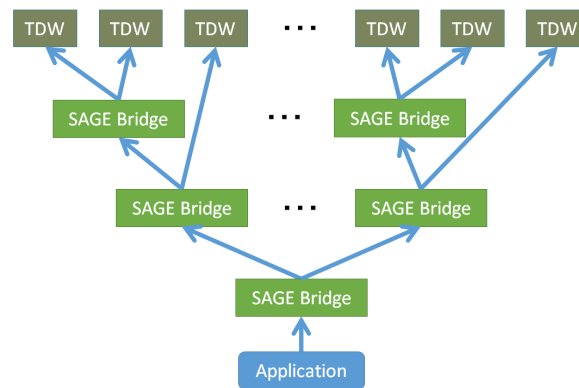 TDW TDW TDW ... TDW TDW TDW
SAGE Bridge ... SAGE Bridge
SAGE Bridge ... SAGE Bridge
SAGE Bridge
Application